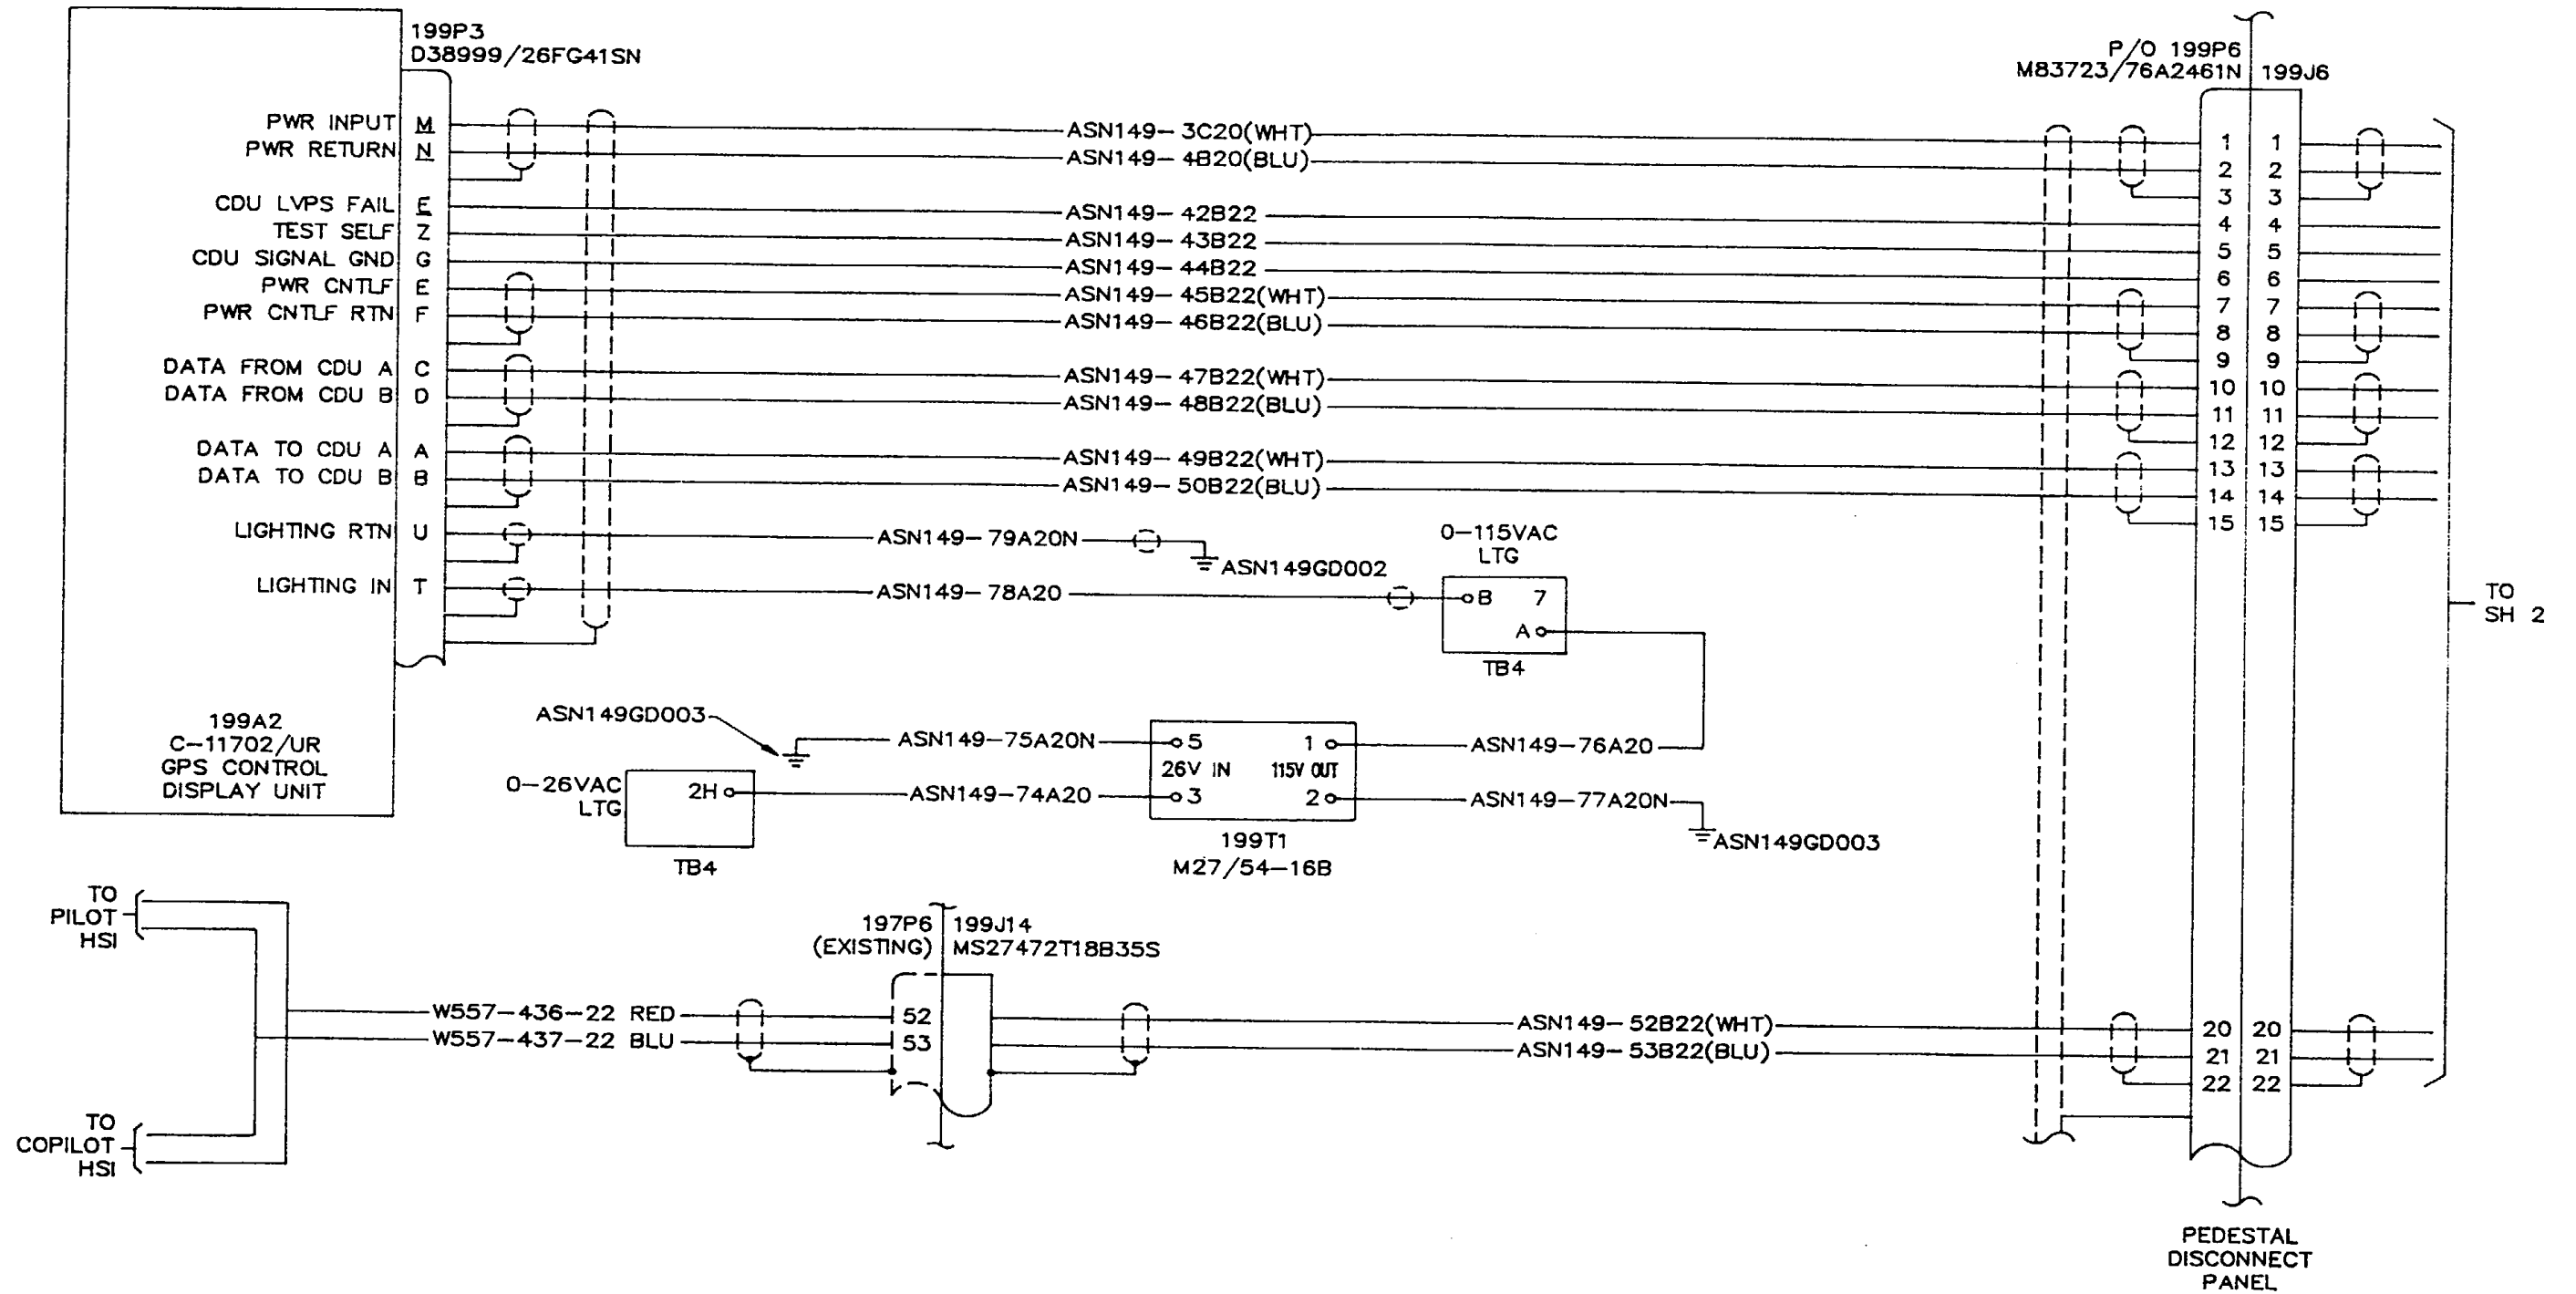 199P3
D38999/26FG41SN
P/O 199P6
M83723/76A2461N
199J6
PWR INPUT M
PWR RETURN N
CDU LVPS FAIL E
TEST SELF Z
CDU SIGNAL GND G
PWR CNTLF E
PWR CNTLF RTN F
DATA FROM CDU A C
DATA FROM CDU B D
DATA TO CDU A A
DATA TO CDU B B
LIGHTING RTN U
LIGHTING IN T
ASN149-3C20(WHT)
ASN149-4B20(BLU)
ASN149-42B22
ASN149-43B22
ASN149-44B22
ASN149-45B22(WHT)
ASN149-46B22(BLU)
ASN149-47B22(WHT)
ASN149-48B22(BLU)
ASN149-49B22(WHT)
ASN149-50B22(BLU)
ASN149-79A20N
ASN149GD002
ASN149-78A20
1 1
2 2
3 3
4 4
5 5
6 6
7 7
8 8
9 9
10 10
11 11
12 12
13 13
14 14
15 15
0-115VAC
LTG
B 7
A
TB4
TO
SH 2
199A2
C-11702/UR
GPS CONTROL
DISPLAY UNIT
ASN149GD003
ASN149-75A20N
5 1
26V IN 115V OUT
3 2
ASN149-76A20
0-26VAC
LTG
2H
TB4
ASN149-74A20
199T1
M27/54-16B
ASN149-77A20N
ASN149GD003
TO
PILOT
HSI
197P6
(EXISTING)
199J14
MS27472T18B35S
W557-436-22 RED
W557-437-22 BLU
52
53
ASN149-52B22(WHT)
ASN149-53B22(BLU)
20 20
21 21
22 22
TO
COPILOT
HSI
PEDESTAL
DISCONNECT
PANEL